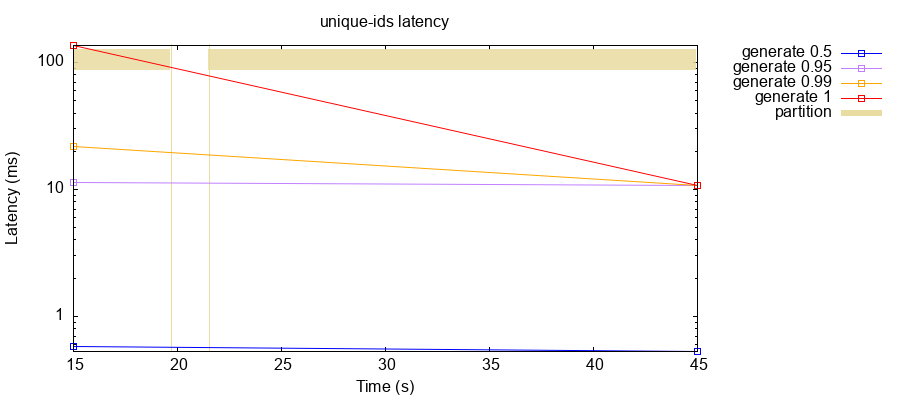 unique-ids latency
generate 0.5
generate 0.95
generate 0.99
generate 1
partition
100
10
1
Latency (ms)
15 20 25 30 35 40 45
Time (s)